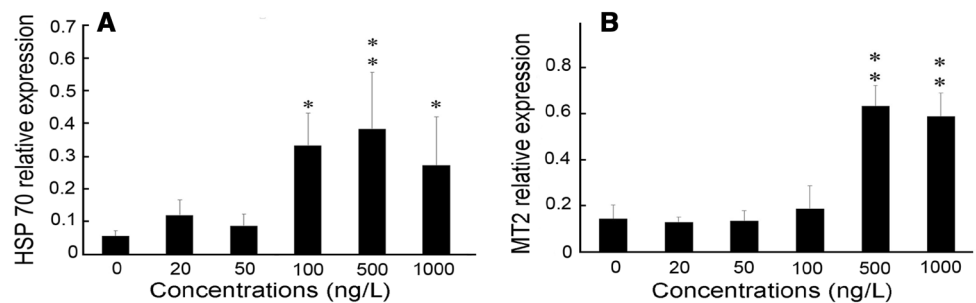 A
HSP 70 relative expression
0.7
0.6
0.5
0.4
0.3
0.2
0.1
0
*
*
*
*
0 20 50 100 500 1000
Concentrations (ng/L)
B
MT2 relative expression
0.8
0.6
0.4
0.2
0
* *
* *
0 20 50 100 500 1000
Concentrations (ng/L)